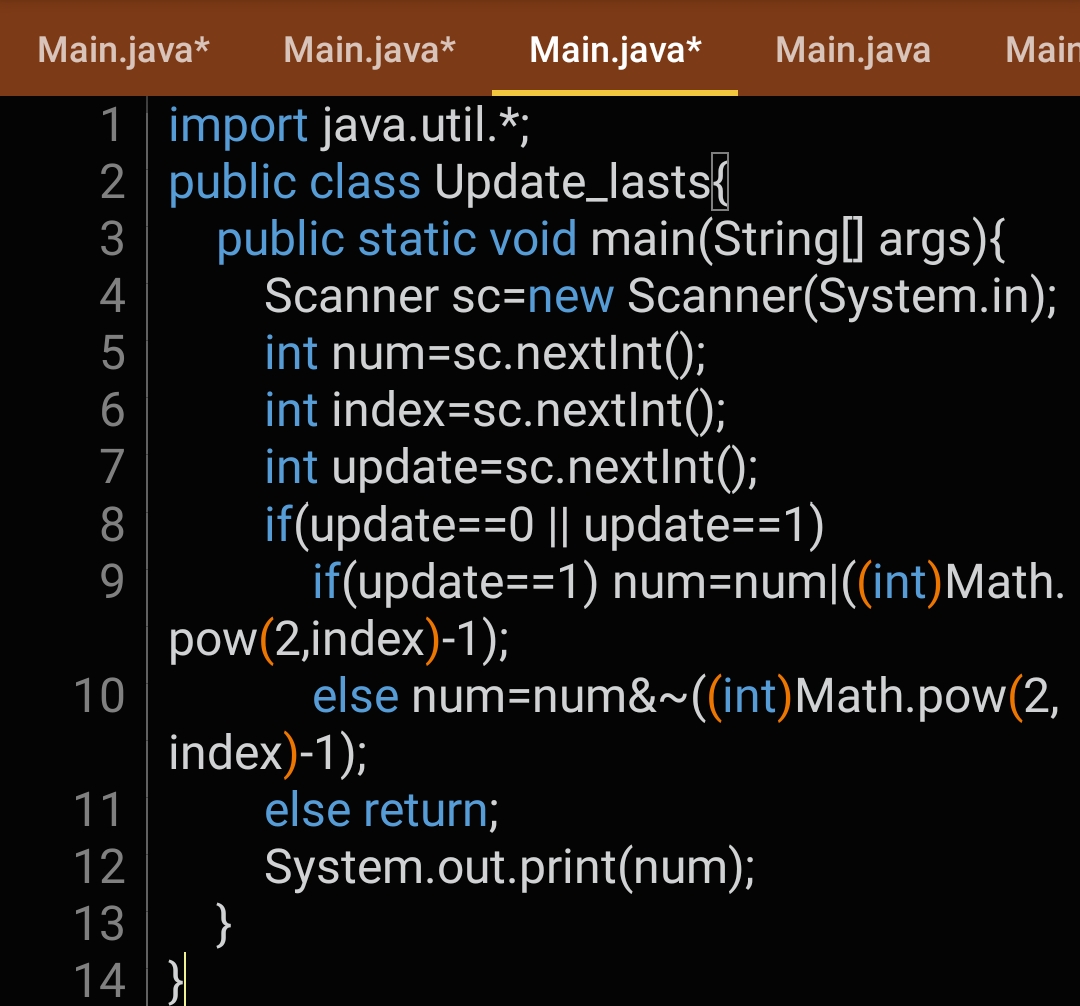 Main.java* Main.java* Main.java* Main.java Main
1 import java.util.*;
2 public class Update_lasts{
3 public static void main(String[] args){
4 Scanner sc=new Scanner(System.in);
5 int num=sc.nextInt();
6 int index=sc.nextInt();
7 int update=sc.nextInt();
8 if(update==0 || update==1)
9 if(update==1) num=num|((int)Math.
pow(2,index)-1);
10 else num=num&~((int)Math.pow(2,
index)-1);
11 else return;
12 System.out.print(num);
13 }
14 }